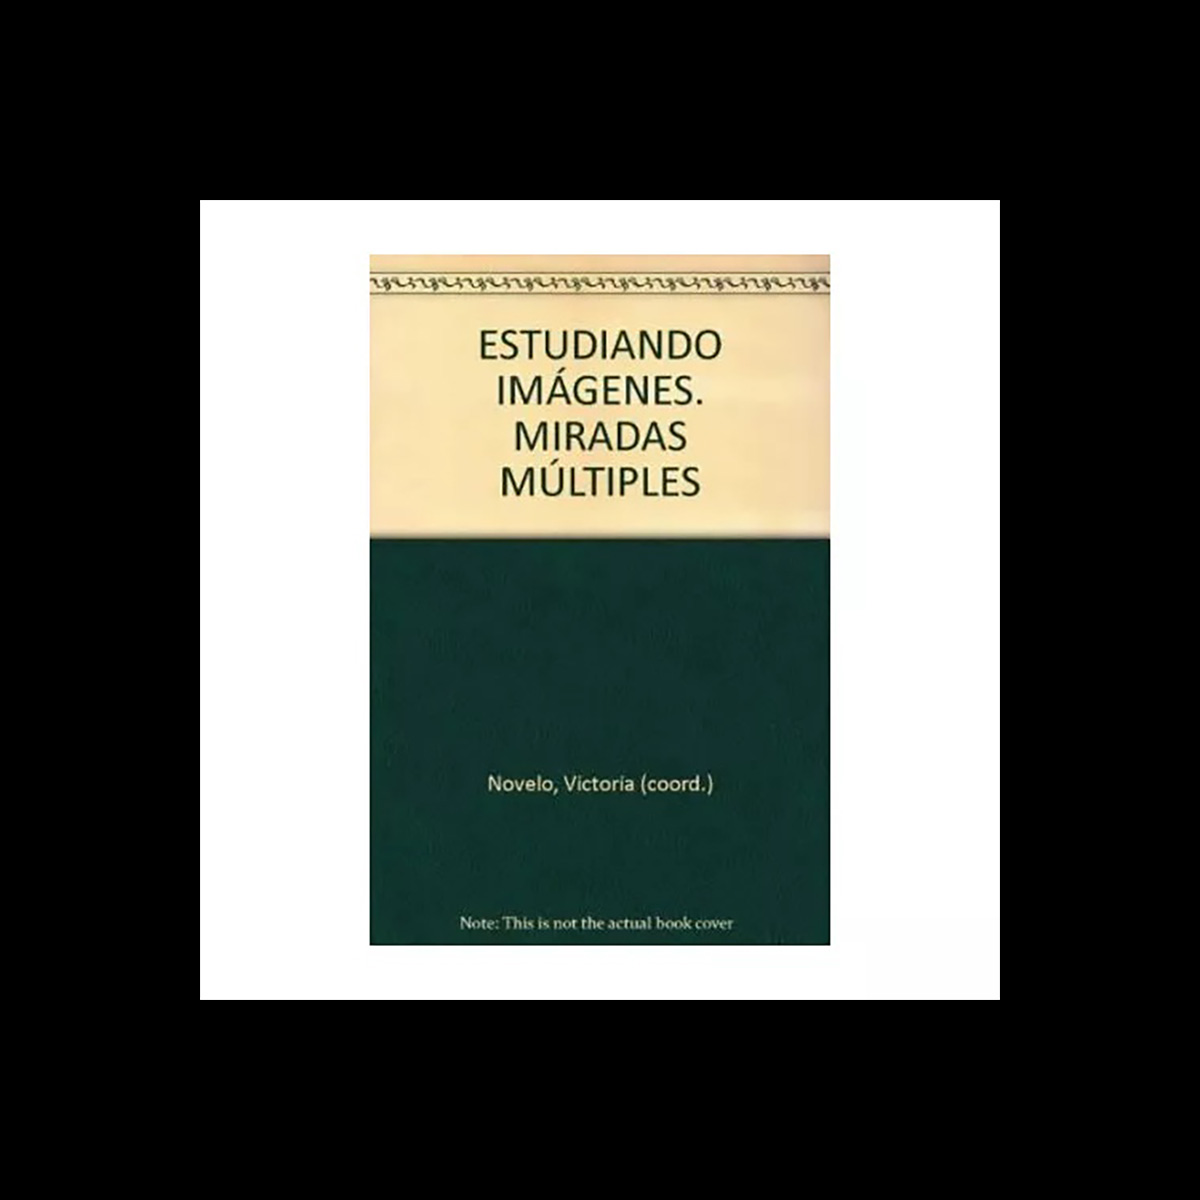 ESTUDIANDO
IMÁGENES.
MIRADAS
MÚLTIPLES
Novelo, Victoria (coord.)
Note: This is not the actual book cover